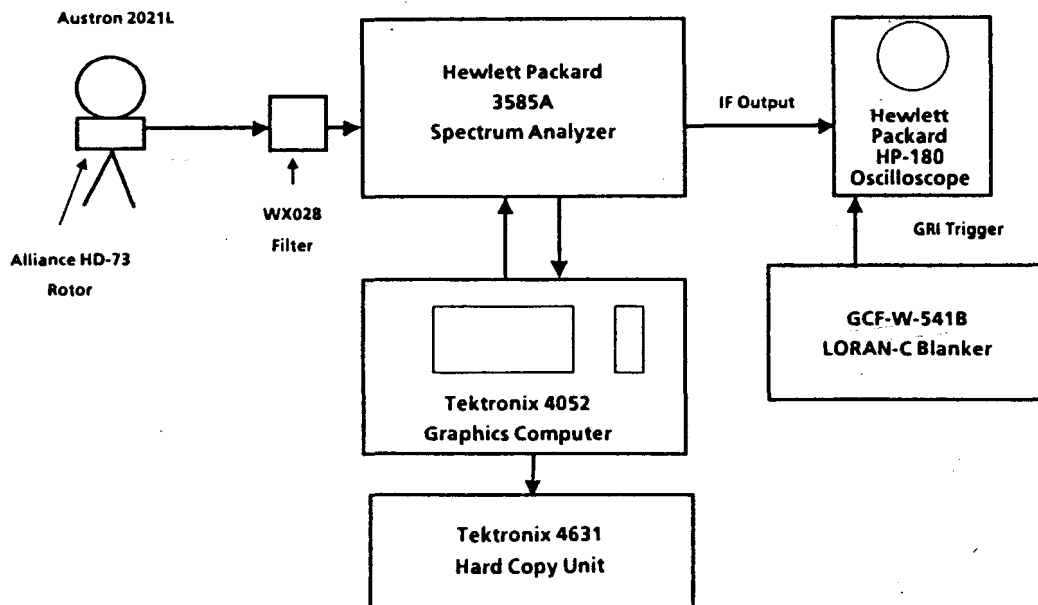 Austron 2021L
Hewlett Packard
3585A
Spectrum Analyzer
IF Output
Hewlett
Packard
HP-180
Oscilloscope
WX028
Filter
Alliance HD-73
Rotor
GRI Trigger
GCF-W-541B
LORAN-C Blanker
Tektronix 4052
Graphics Computer
Tektronix 4631
Hard Copy Unit